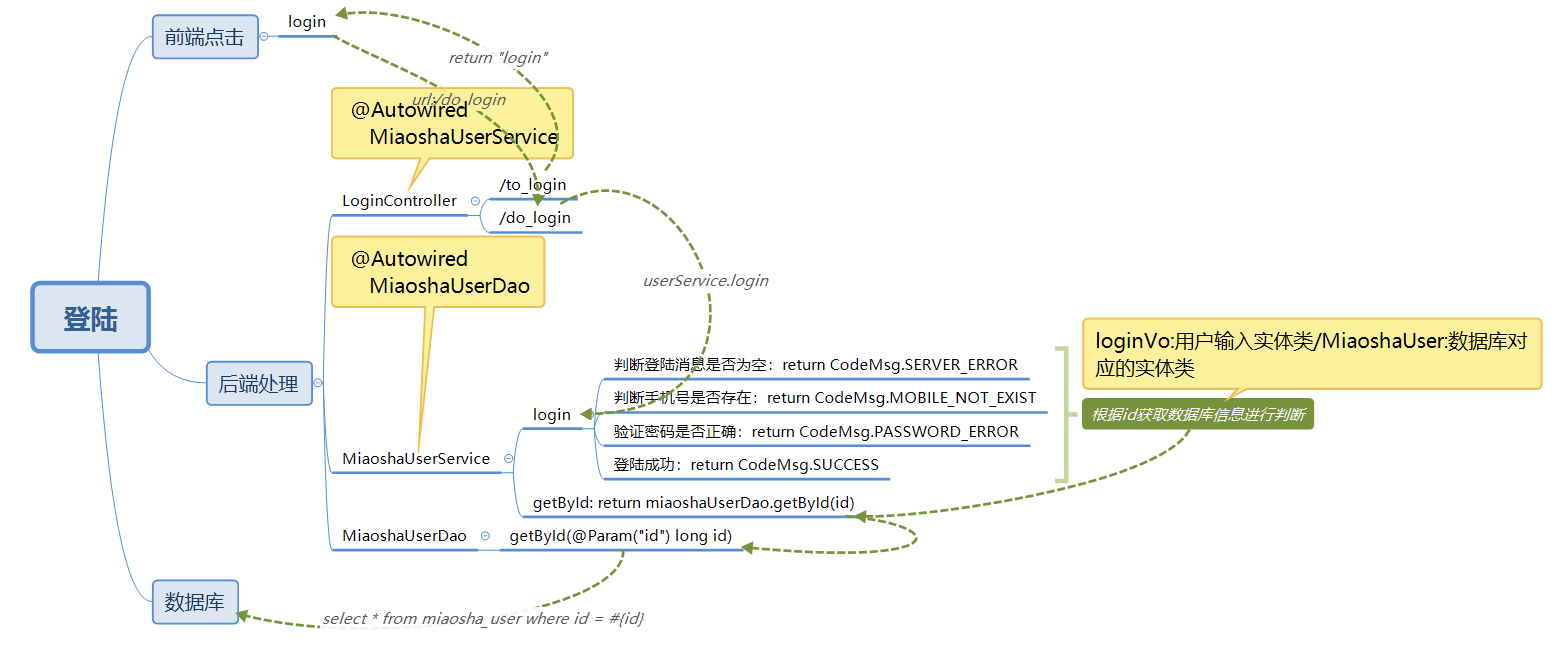 前端点击
login
return "login"
url:/do_login
@Autowired
MiaoshaUserService
LoginController
/to_login
/do_login
@Autowired
MiaoshaUserDao
userService.login
登陆
后端处理
loginVo:用户输入实体类/MiaoshaUser:数据库对
应的实体类
判断登陆消息是否为空：return CodeMsg.SERVER_ERROR
判断手机号是否存在：return CodeMsg.MOBILE_NOT_EXIST
login
根据id获取数据库信息进行判断
验证密码是否正确：return CodeMsg.PASSWORD_ERROR
MiaoshaUserService
登陆成功：return CodeMsg.SUCCESS
getById: return miaoshaUserDao.getById(id)
MiaoshaUserDao
getById(@Param("id") long id)
数据库
select * from miaosha_user where id = #{id}